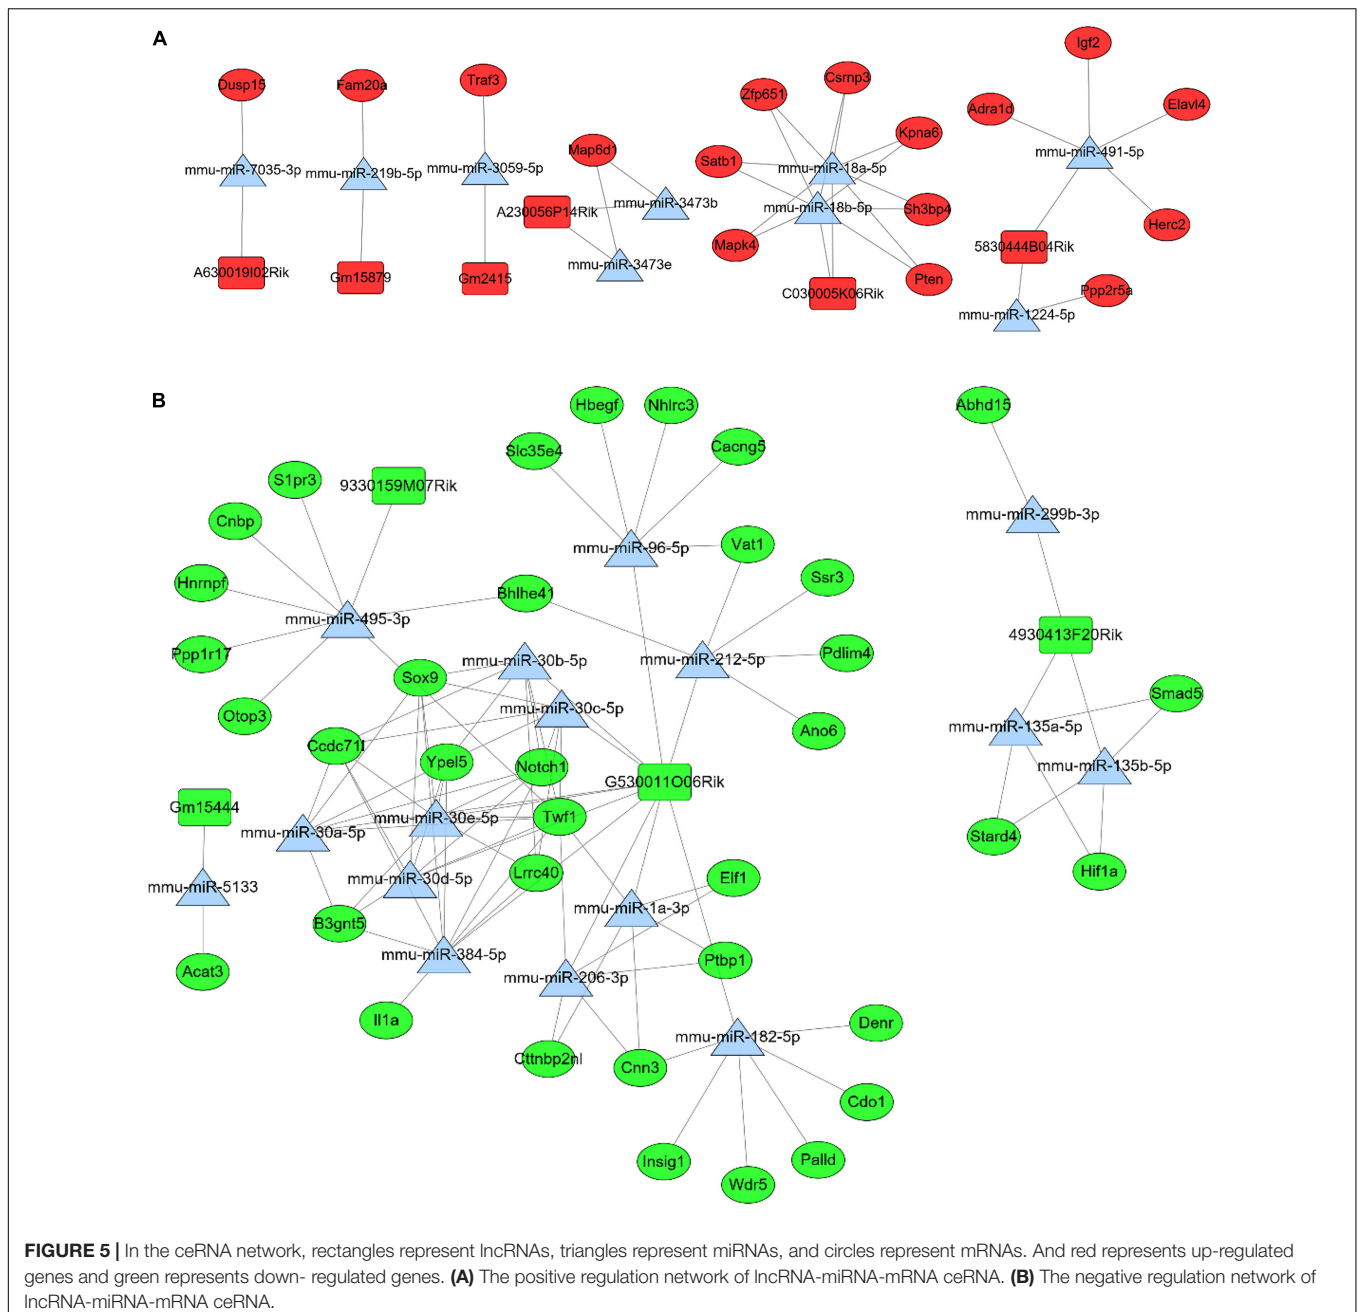 A
Igf2
Dusp15
Fam20a
Traf3
Csrnp3
Zfp651
Adra1d
Elavl4
Kpna6
Map6d1
Satb1
mmu-miR-491-5p
mmu-miR-7035-3p
mmu-miR-219b-5p
mmu-miR-3059-5p
mmu-miR-18a-5p
A230056P14Rik
mmu-miR-3473b
mmu-miR-18b-5p
Sh3bp4
Herc2
Mapk4
5830444B04Rik
A630019I02Rik
Gm15879
Gm2415
mmu-miR-3473e
C030005K06Rik
Pten
Ppp2r5a
mmu-miR-1224-5p
B
Hbegf
Nhlrc3
Abhd15
Slc35e4
Cacng5
S1pr3
9330159M07Rik
Cnbp
mmu-miR-299b-3p
mmu-miR-96-5p
Vat1
Hnrnpf
Bhlhe41
Ssr3
mmu-miR-495-3p
4930413F20Rik
Ppp1r17
mmu-miR-30b-5p
mmu-miR-212-5p
Pdlim4
Sox9
Smad5
Otop3
mmu-miR-30c-5p
Ano6
mmu-miR-135a-5p
Ccdc71l
Ypel5
Notch1
mmu-miR-135b-5p
G530011O06Rik
Gm15444
mmu-miR-30a-5p
mmu-miR-30e-5p
Twf1
Stard4
Hif1a
mmu-miR-5133
mmu-miR-30d-5p
Lrrc40
Elf1
mmu-miR-1a-3p
B3gnt5
mmu-miR-384-5p
Ptbp1
Acat3
mmu-miR-206-3p
Il1a
Denr
mmu-miR-182-5p
Cttnbp2nl
Cnn3
Cdo1
Insig1
Palld
Wdr5
FIGURE 5 | In the ceRNA network, rectangles represent lncRNAs, triangles represent miRNAs, and circles represent mRNAs. And red represents up-regulated
genes and green represents down- regulated genes. (A) The positive regulation network of lncRNA-miRNA-mRNA ceRNA. (B) The negative regulation network of
lncRNA-miRNA-mRNA ceRNA.